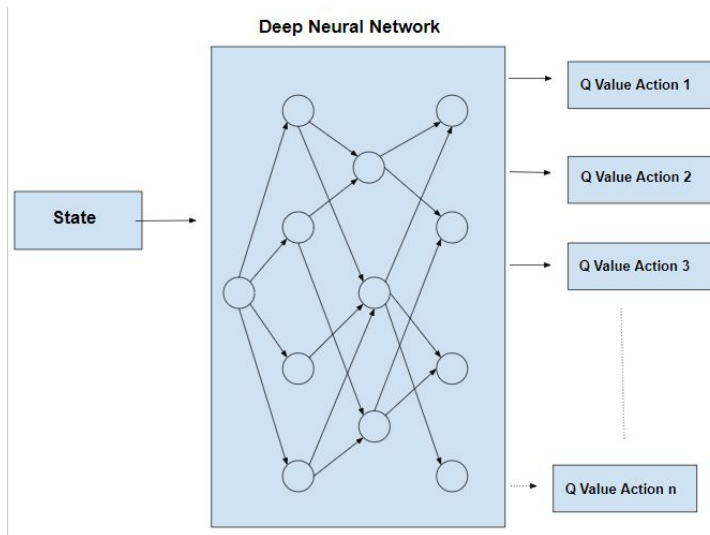 Deep Neural Network
State
Q Value Action 1
Q Value Action 2
Q Value Action 3
Q Value Action n